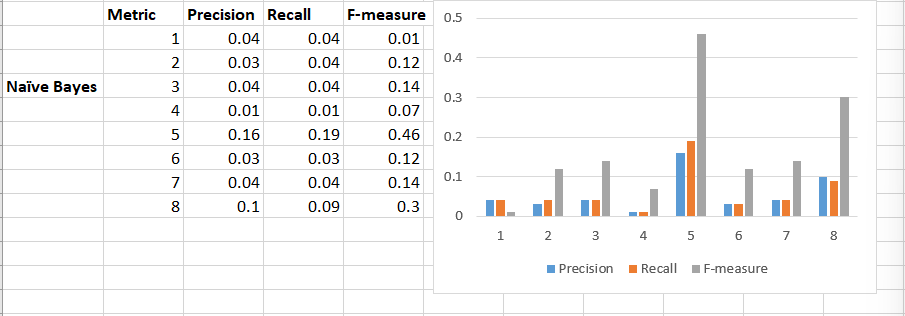 Metric Precision Recall F-measure
1 0.04 0.04 0.01
2 0.03 0.04 0.12
Naïve Bayes 3 0.04 0.04 0.14
4 0.01 0.01 0.07
5 0.16 0.19 0.46
6 0.03 0.03 0.12
7 0.04 0.04 0.14
8 0.1 0.09 0.3
0.5
0.4
0.3
0.2
0.1
0
1 2 3 4 5 6 7 8
Precision Recall F-measure